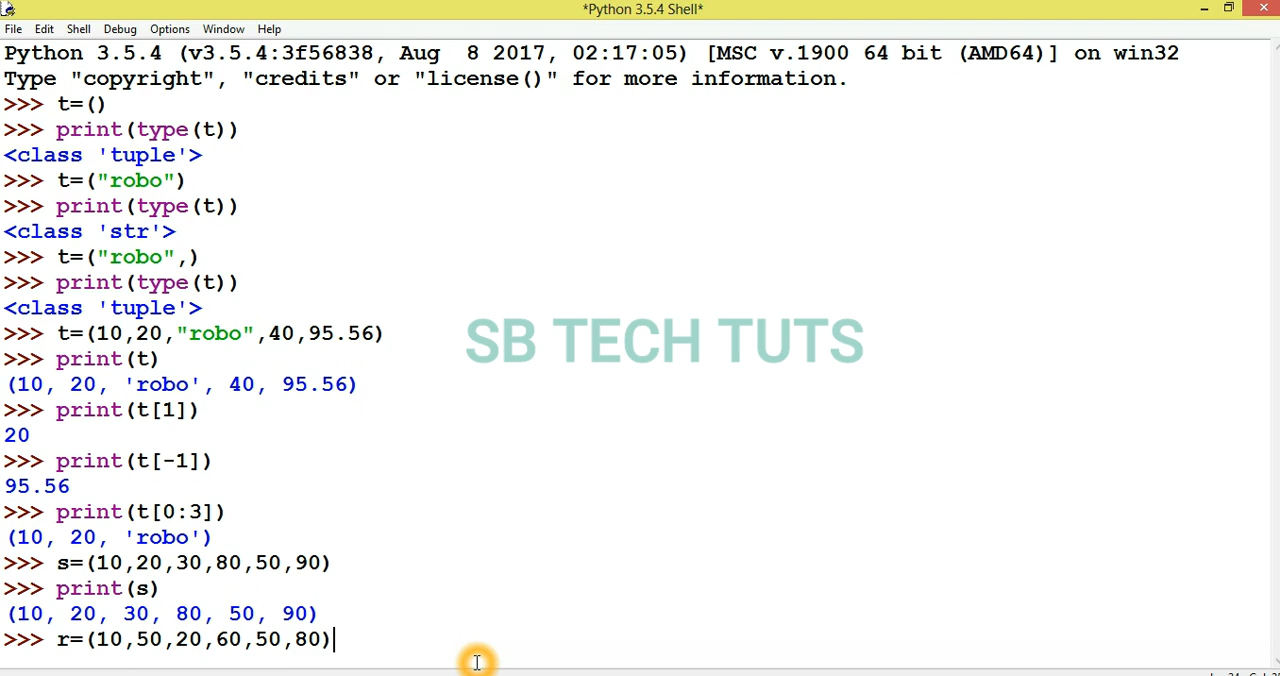 *Python 3.5.4 Shell*
File Edit Shell Debug Options Window Help
Python 3.5.4 (v3.5.4:3f56838, Aug  8 2017, 02:17:05) [MSC v.1900 64 bit (AMD64)] on win32
Type "copyright", "credits" or "license()" for more information.
>>> t=()
>>> print(type(t))
<class 'tuple'>
>>> t=("robo")
>>> print(type(t))
<class 'str'>
>>> t=("robo",)
>>> print(type(t))
<class 'tuple'>
>>> t=(10,20,"robo",40,95.56)
>>> print(t)
(10, 20, 'robo', 40, 95.56)
>>> print(t[1])
20
>>> print(t[-1])
95.56
>>> print(t[0:3])
(10, 20, 'robo')
>>> s=(10,20,30,80,50,90)
>>> print(s)
(10, 20, 30, 80, 50, 90)
>>> r=(10,50,20,60,50,80)
SB TECH TUTS